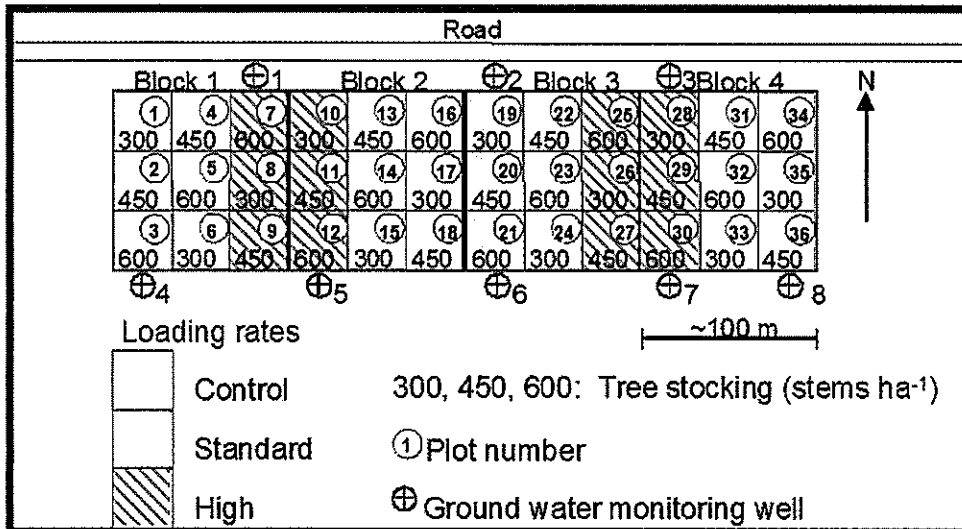 Road
Block 1 ⊕1 Block 2 ⊕2 Block 3 ⊕3 Block 4 N
1 4 7 10 13 16 19 22 25 28 31 34
300 450 600 300 450 600 300 450 600 300 450 600
2 5 8 11 14 17 20 23 26 29 32 35
450 600 300 450 600 300 450 600 300 450 600 300
3 6 9 12 15 18 21 24 27 30 33 36
600 300 450 600 300 450 600 300 450 600 300 450
⊕4 ⊕5 ⊕6 ⊕7 ⊕8
~100 m
Loading rates
Control 300, 450, 600: Tree stocking (stems ha⁻¹)
Standard ①Plot number
High ⊕ Ground water monitoring well